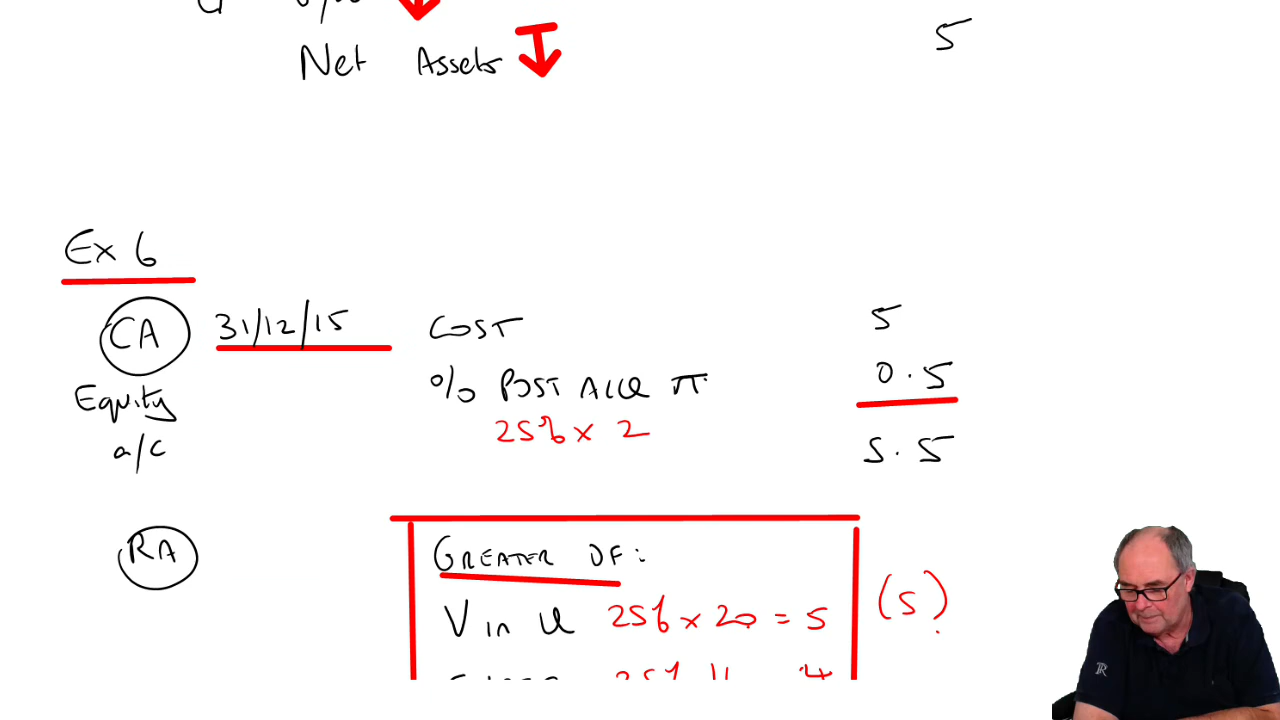 Net Assets
5
Ex 6
CA 31/12/15 COST 5
% POST ACQ π 0.5
Equity 25% x 2
a/c 5.5
RA GREATER OF:
V in U 25% x 20 = 5 (5)
R